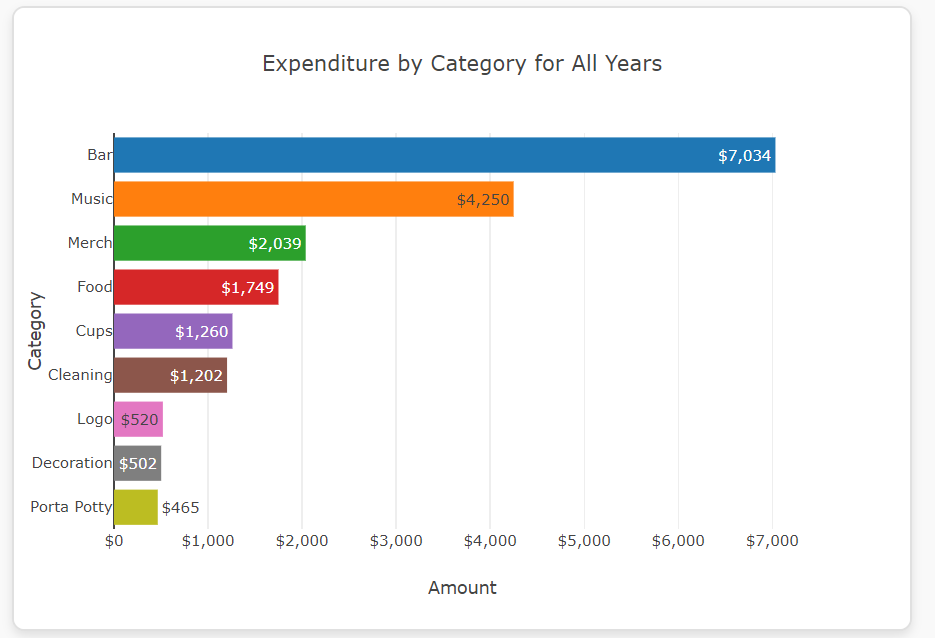 Expenditure by Category for All Years
Category
Bar $7,034
Music $4,250
Merch $2,039
Food $1,749
Cups $1,260
Cleaning $1,202
Logo $520
Decoration $502
Porta Potty $465
$0 $1,000 $2,000 $3,000 $4,000 $5,000 $6,000 $7,000
Amount